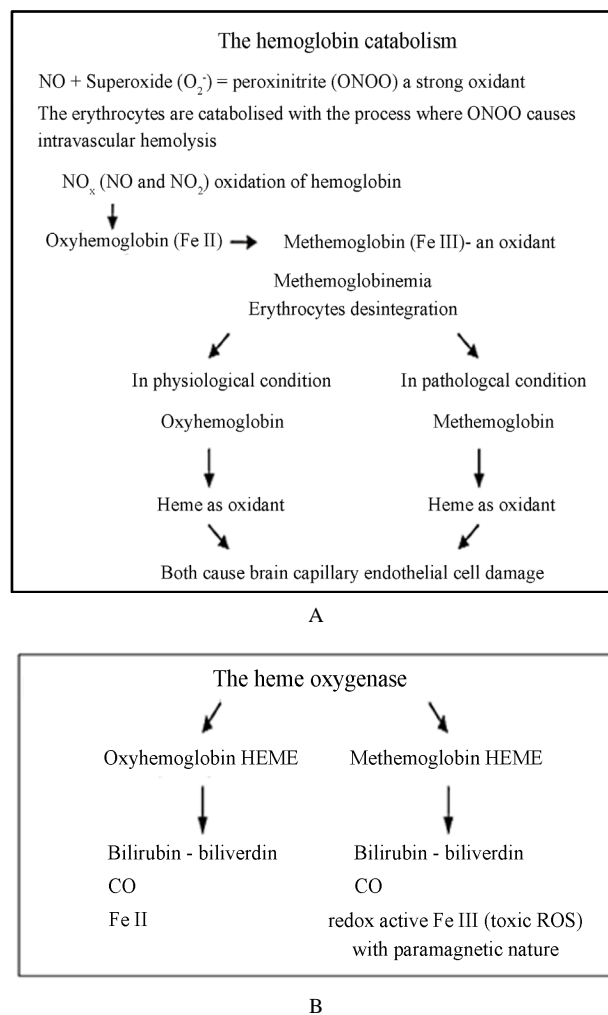 The hemoglobin catabolism
NO + Superoxide (O₂⁻) = peroxinitrite (ONOO) a strong oxidant
The erythrocytes are catabolised with the process where ONOO causes
intravascular hemolysis
NOₓ (NO and NO₂) oxidation of hemoglobin
Oxyhemoglobin (Fe II) → Methemoglobin (Fe III)- an oxidant
Methemoglobinemia
Erythrocytes desintegration
In physiological condition In pathologcal condition
Oxyhemoglobin Methemoglobin
Heme as oxidant Heme as oxidant
Both cause brain capillary endothelial cell damage
A
The heme oxygenase
Oxyhemoglobin HEME Methemoglobin HEME
Bilirubin - biliverdin Bilirubin - biliverdin
CO CO
Fe II redox active Fe III (toxic ROS)
with paramagnetic nature
B